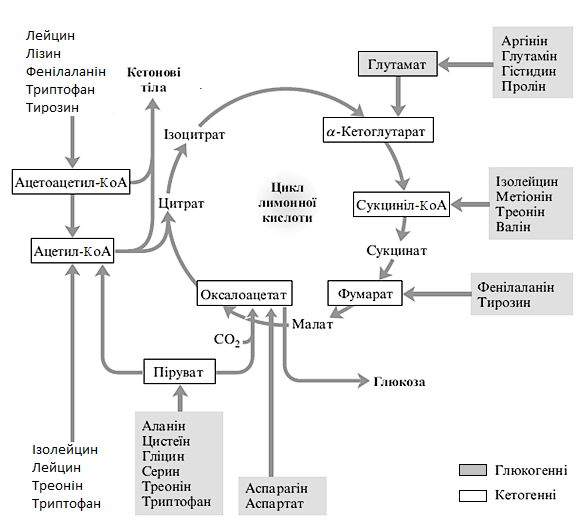 Лейцин
Лізин
Фенілаланін
Триптофан
Тирозин
Кетонові
тіла
Глутамат
Аргінін
Глутамін
Гістидин
Пролін
Ізоцитрат
α-Кетоглутарат
Ацетоацетил-КоА
Цитрат
Цикл
лимонної
кислоти
Сукциніл-КоА
Ізолейцин
Метіонін
Треонін
Валін
Ацетил-КоА
Сукцинат
Оксалоацетат
Фумарат
Фенілаланін
Тирозин
Малат
CO2
Піруват
Глюкоза
Ізолейцин
Лейцин
Треонін
Триптофан
Аланін
Цистеїн
Гліцин
Серин
Треонін
Триптофан
Аспарагін
Аспартат
Глюкогенні
Кетогенні